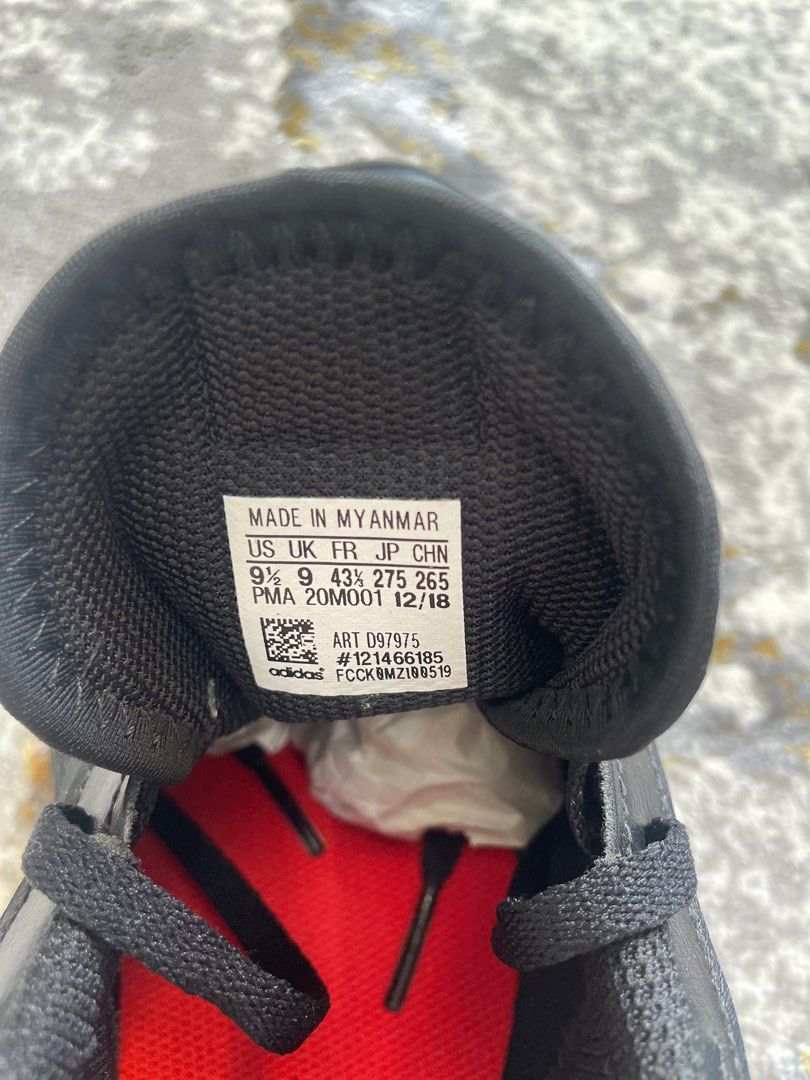 MADE IN MYANMAR
US UK FR JP CHN
9½ 9 43⅓ 275 265
PMA 20M001 12/18
ART D97975
#121466185
adidas® FCCK0MZI00519